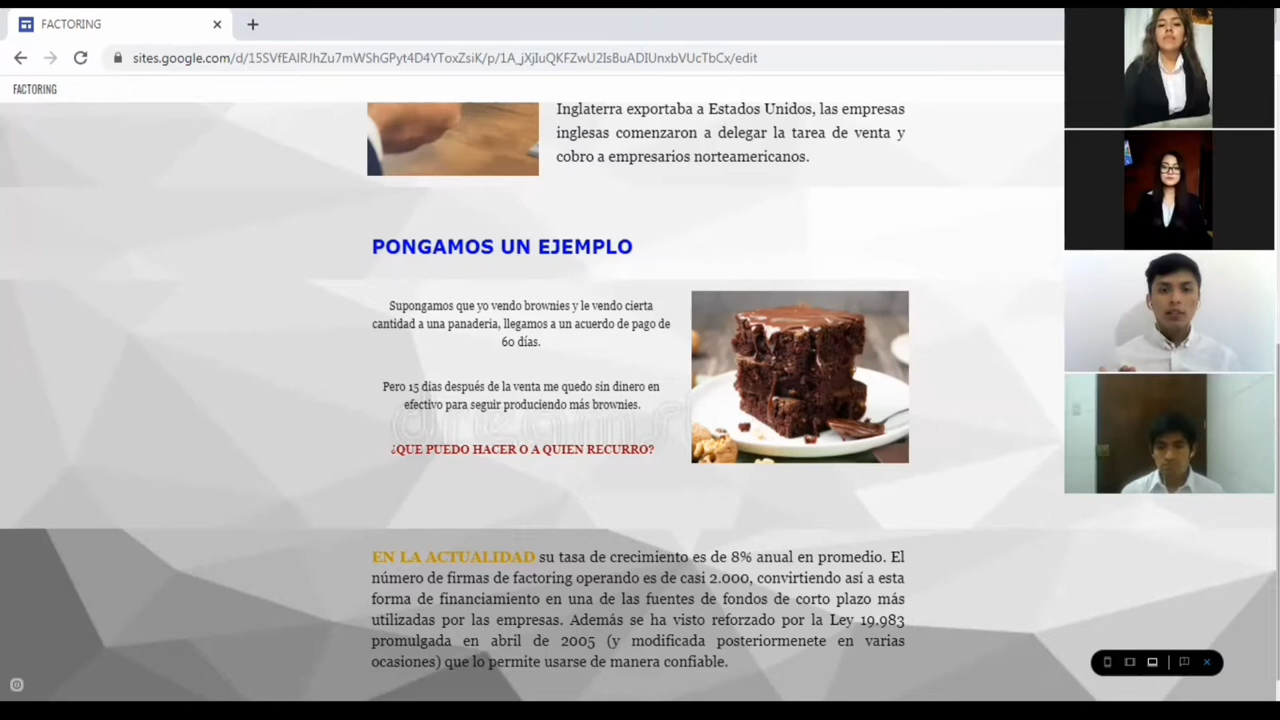 FACTORING
sites.google.com/d/15SVfEAlRJhZu7mWShGPyt4D4YToxZsiK/p/1A_jXjIuQKFZwU2IsBuADIUnxbVUcTbCx/edit
FACTORING
Inglaterra exportaba a Estados Unidos, las empresas
inglesas comenzaron a delegar la tarea de venta y
cobro a empresarios norteamericanos.
PONGAMOS UN EJEMPLO
Supongamos que yo vendo brownies y le vendo cierta
cantidad a una panaderia, llegamos a un acuerdo de pago de
60 días.
Pero 15 dias después de la venta me quedo sin dinero en
efectivo para seguir produciendo más brownies.
¿QUE PUEDO HACER O A QUIEN RECURRO?
EN LA ACTUALIDAD su tasa de crecimiento es de 8% anual en promedio. El
número de firmas de factoring operando es de casi 2.000, convirtiendo así a esta
forma de financiamiento en una de las fuentes de fondos de corto plazo más
utilizadas por las empresas. Además se ha visto reforzado por la Ley 19.983
promulgada en abril de 2005 (y modificada posteriormenete en varias
ocasiones) que lo permite usarse de manera confiable.